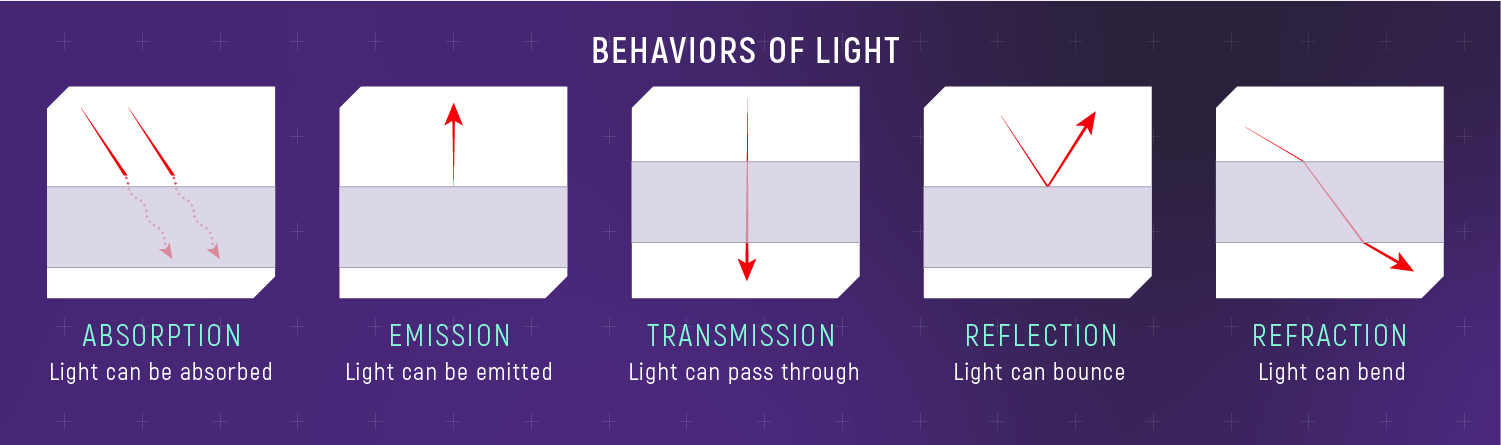 BEHAVIORS OF LIGHT
ABSORPTION
Light can be absorbed
EMISSION
Light can be emitted
TRANSMISSION
Light can pass through
REFLECTION
Light can bounce
REFRACTION
Light can bend